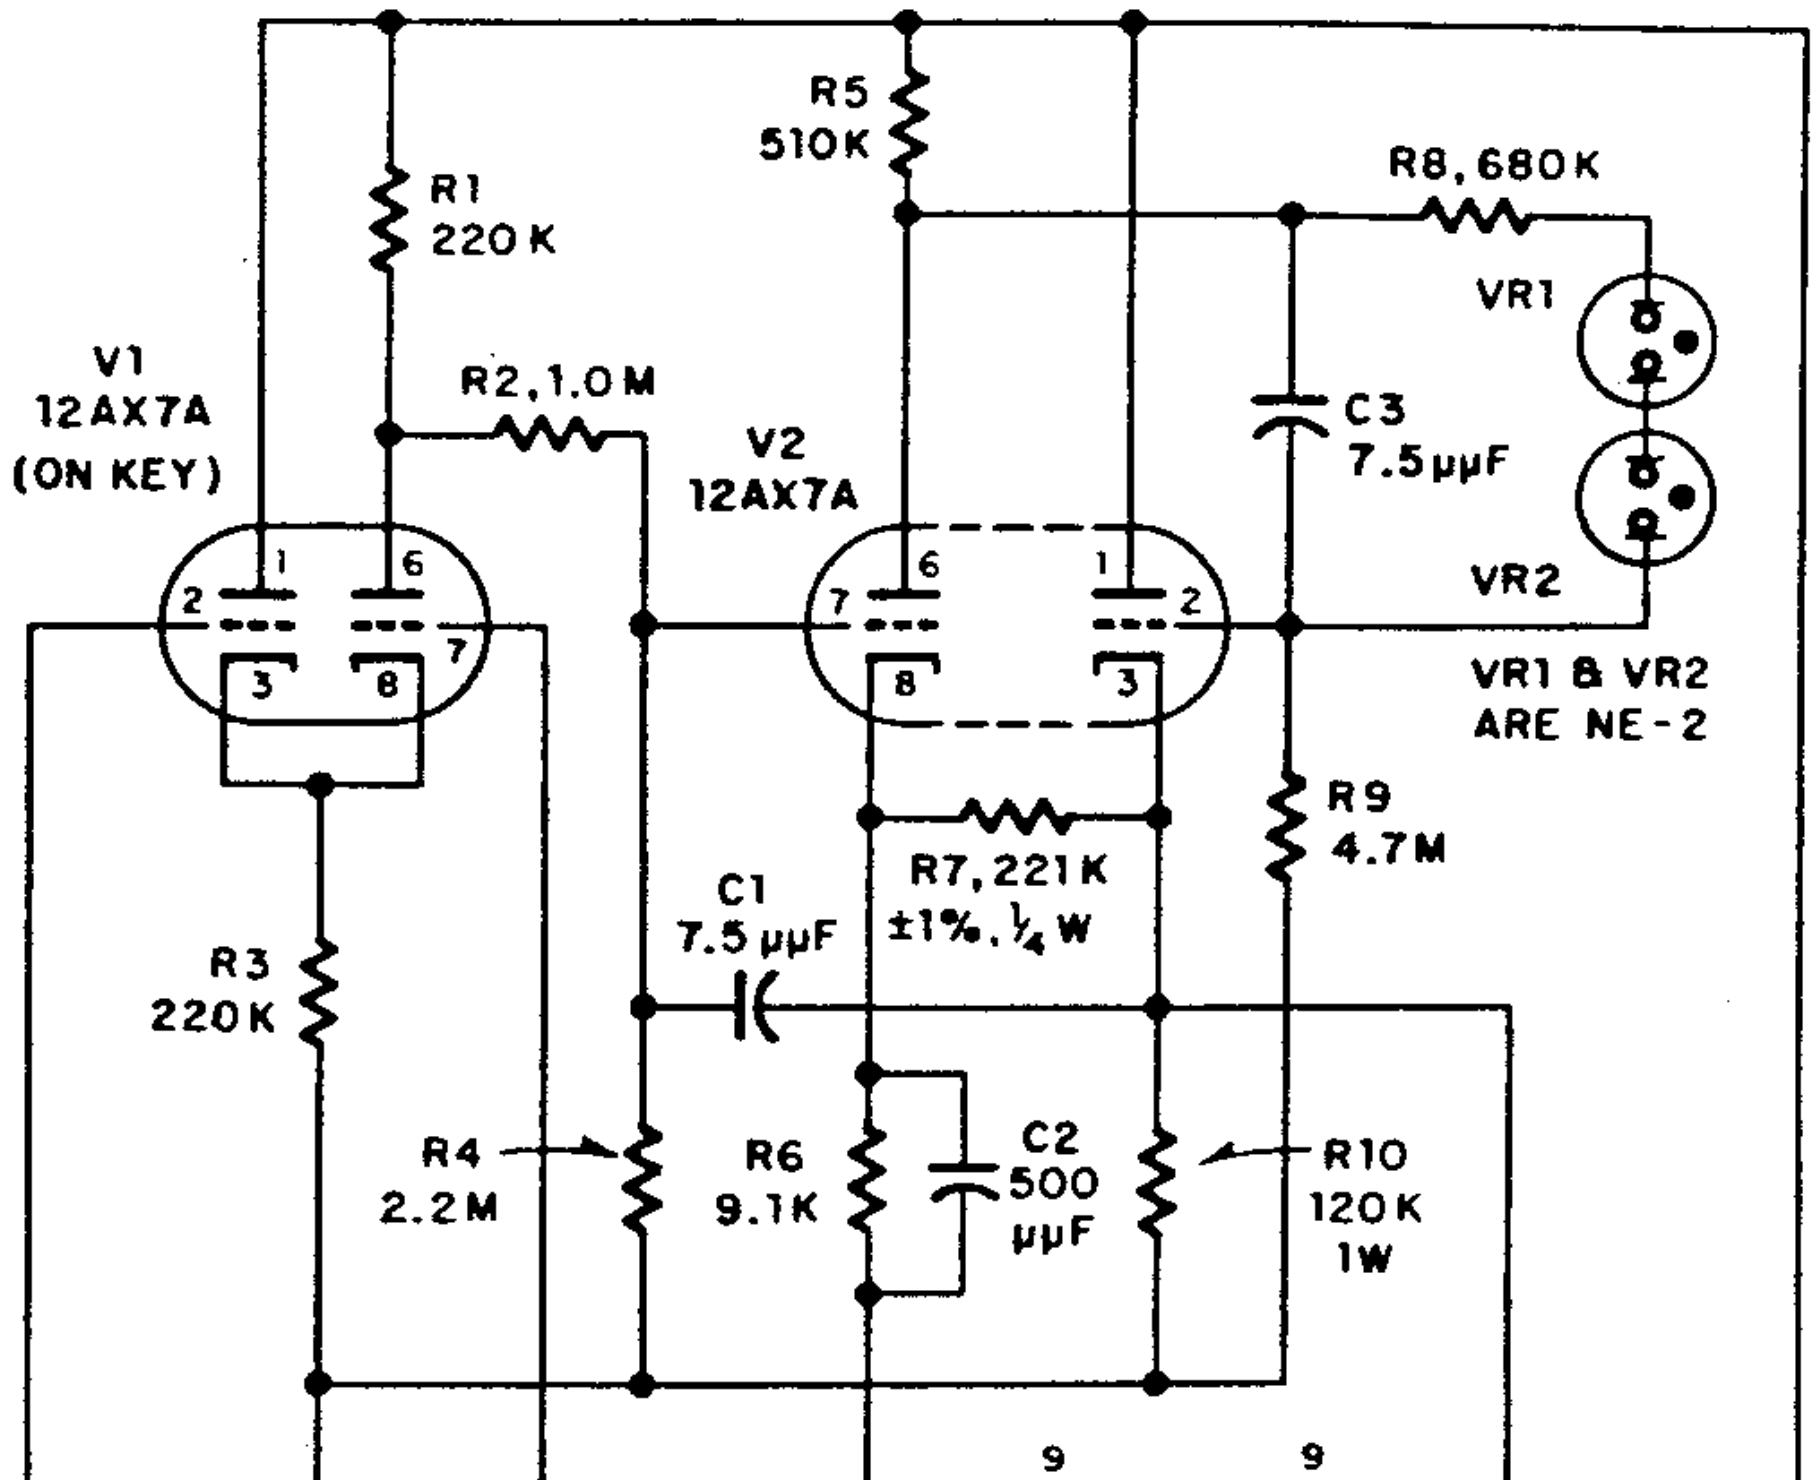 R5
510K
R8, 680K
R1
220K
VR1
V1
12AX7A
(ON KEY)
R2, 1.0M
C3
7.5μμF
V2
12AX7A
1
6
6
1
2
7
7
2
VR2
3
8
8
3
VR1 & VR2
ARE NE-2
R9
4.7M
R7, 221K
±1%, ¼ W
C1
7.5 μμF
R3
220K
R4
2.2M
R6
9.1K
C2
500
μμF
R10
120K
1W
9
9